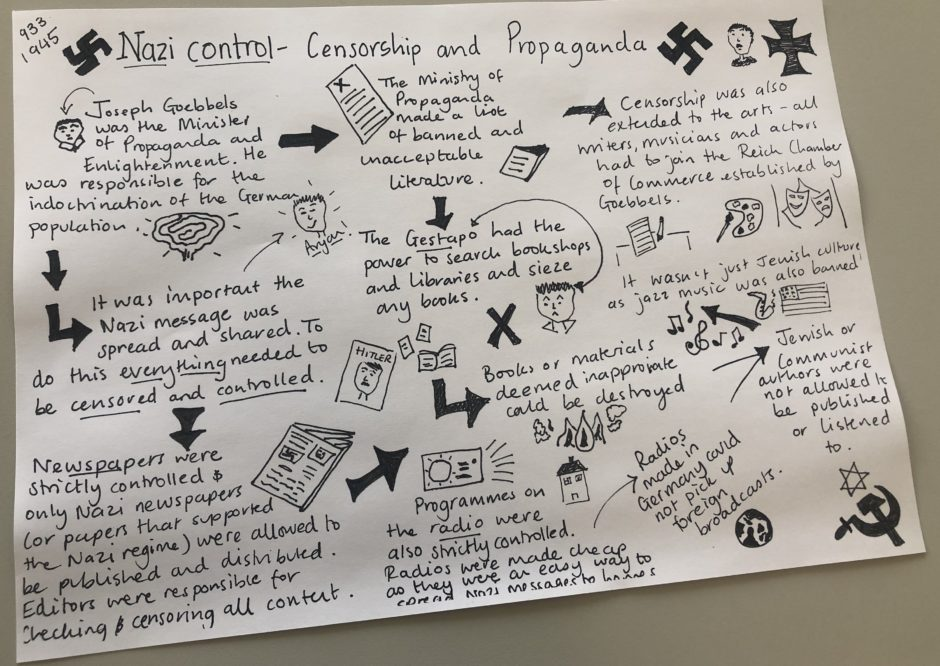 933
1945
Nazi control - Censorship and Propaganda
Joseph Goebbels
was the Minister
of Propaganda and
Enlightenment. He
was responsible for the
indoctrination of the German
population.
Aryan.
It was important the
Nazi message was
spread and shared. To
do this everything needed to
be censored and controlled.
Newspapers were
strictly controlled &
only Nazi newspapers
(or papers that supported
the Nazi regime) were allowed to
be published and distributed.
Editors were responsible for
checking & censoring all content.
The Ministry of
Propaganda
made a list
of banned and
unacceptable
literature.
The Gestapo had the
power to search bookshops
and libraries and sieze
any books.
HITLER
Books or materials
deemed inapproriate
could be destroyed
Programmes on
the radio were
also strictly controlled.
Radios were made cheap
as they were an easy way to
spread Nazi messages to homes
Radios
made in
Germany could
not pick up
foreign
broadcasts.
Censorship was also
extended to the arts - all
writers, musicians and actors
had to join the Reich Chamber
of Commerce established by
Goebbels.
It wasn't just Jewish culture
as jazz music was also banned
Jewish or
Communist
authors were
not allowed to
be published
or listened
to.